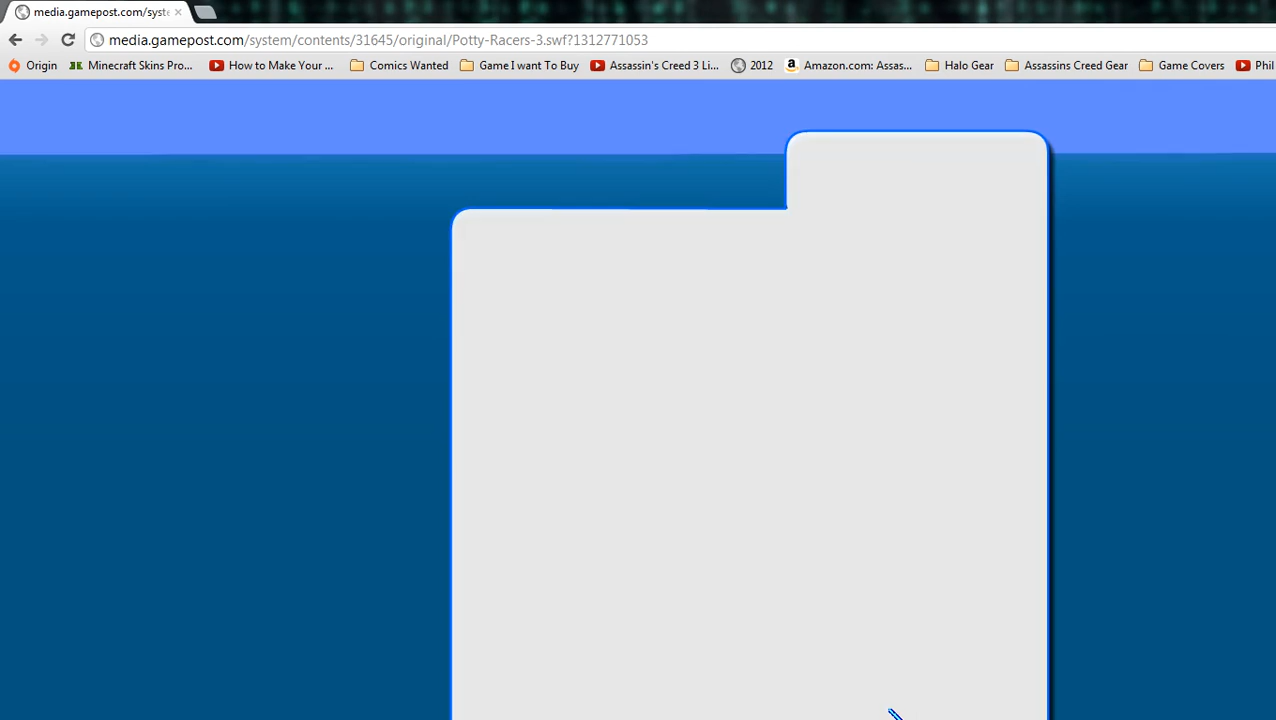 media.gamepost.com/syste
media.gamepost.com/system/contents/31645/original/Potty-Racers-3.swf?1312771053
Origin Minecraft Skins Pro... How to Make Your ... Comics Wanted Game I want To Buy Assassin's Creed 3 Li... 2012 Amazon.com: Assas... Halo Gear Assassins Creed Gear Game Covers Phil